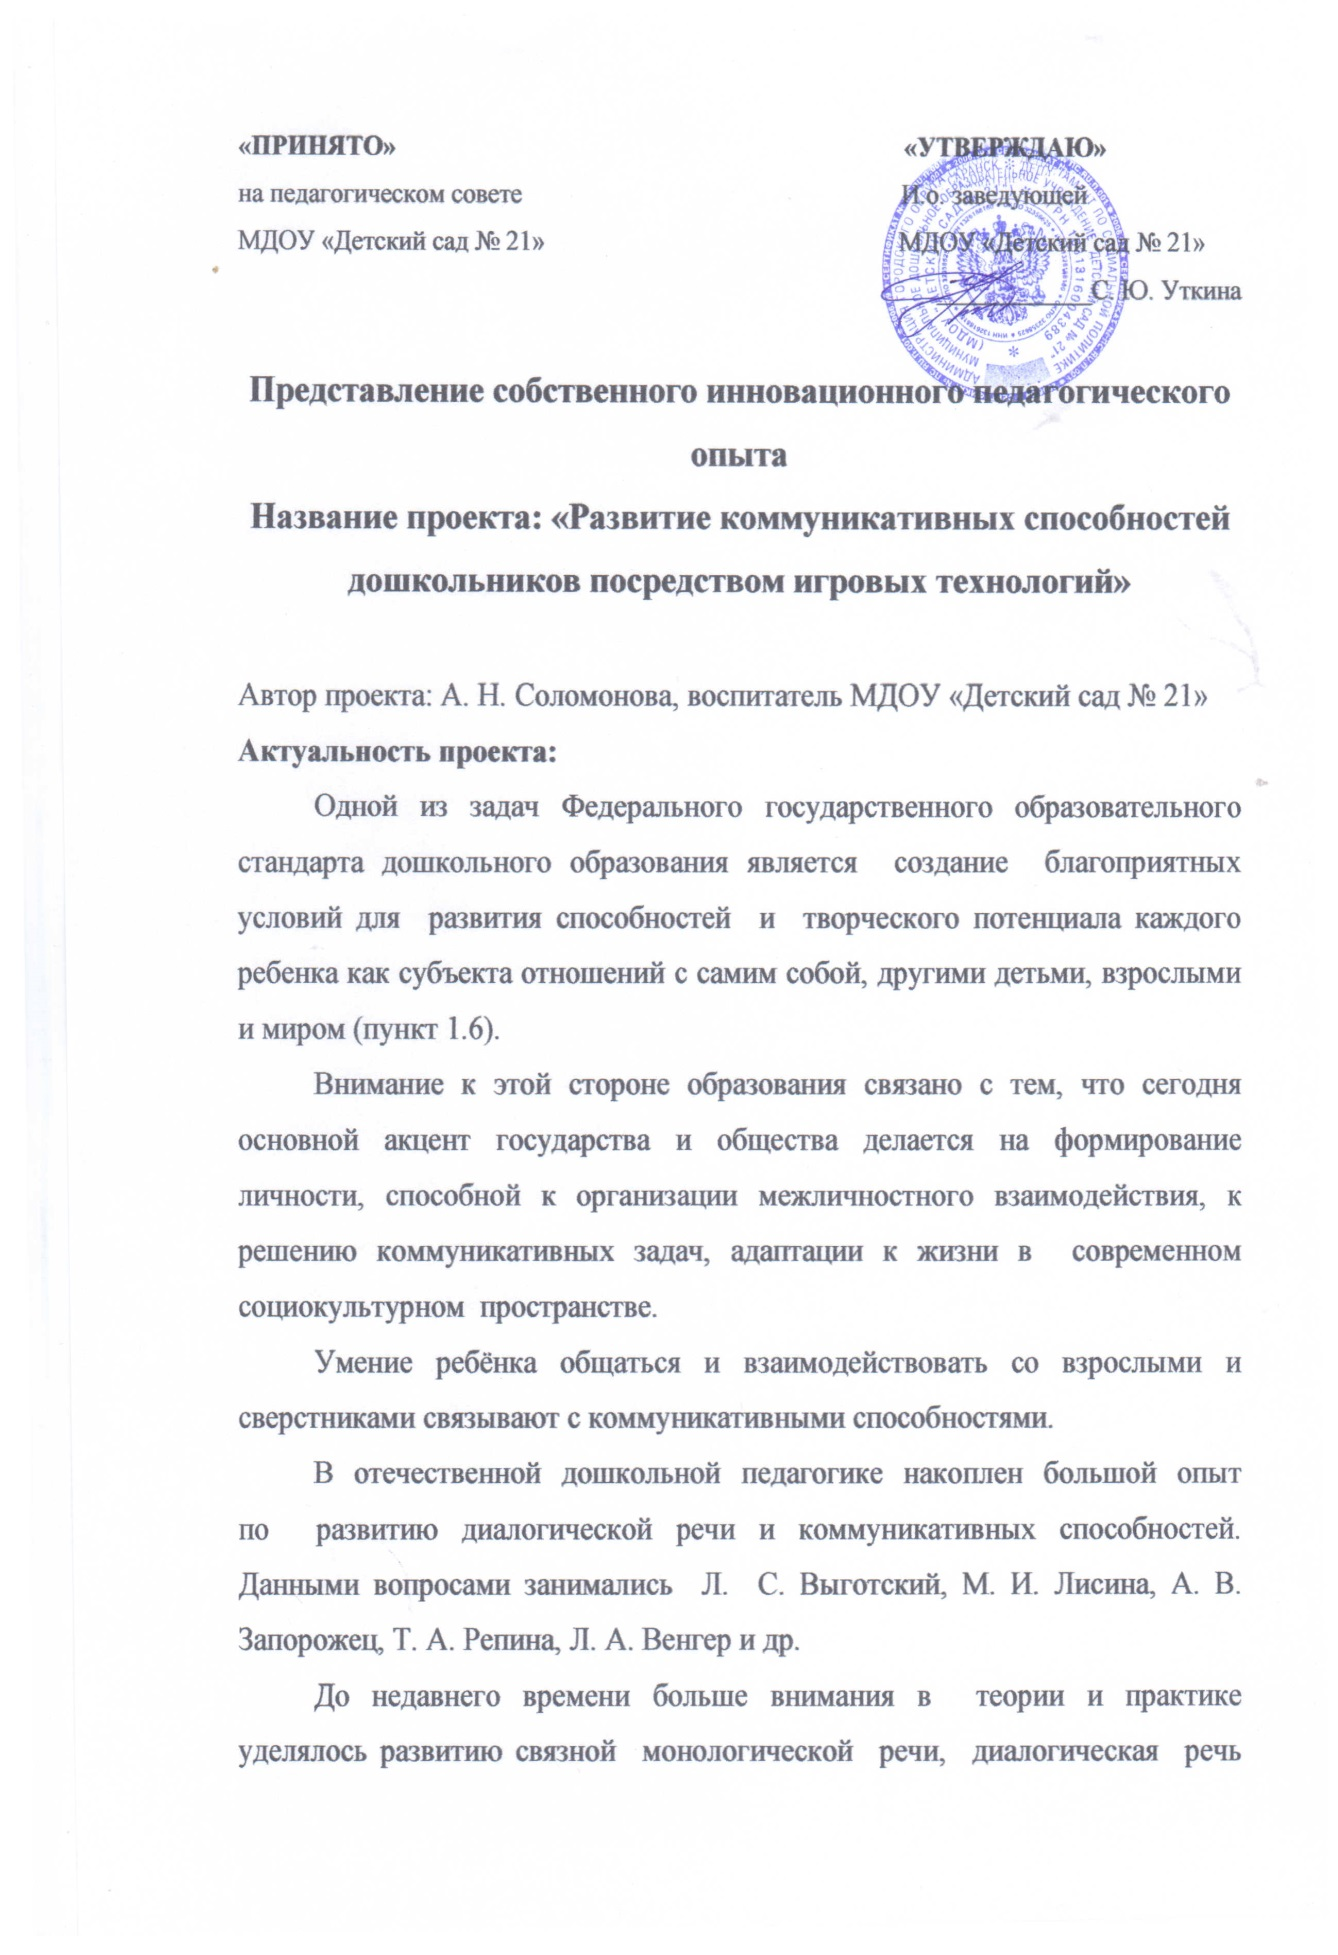 «ПРИНЯТО» «УТВЕРЖДАЮ»
на педагогическом совете И.о. заведующей
МДОУ «Детский сад № 21» МДОУ «Детский сад № 21»
С. Ю. Уткина
Представление собственного инновационного педагогического
опыта
Название проекта: «Развитие коммуникативных способностей
дошкольников посредством игровых технологий»
Автор проекта: А. Н. Соломонова, воспитатель МДОУ «Детский сад № 21»
Актуальность проекта:
Одной из задач Федерального государственного образовательного
стандарта дошкольного образования является создание благоприятных
условий для развития способностей и творческого потенциала каждого
ребенка как субъекта отношений с самим собой, другими детьми, взрослыми
и миром (пункт 1.6).
Внимание к этой стороне образования связано с тем, что сегодня
основной акцент государства и общества делается на формирование
личности, способной к организации межличностного взаимодействия, к
решению коммуникативных задач, адаптации к жизни в современном
социокультурном пространстве.
Умение ребёнка общаться и взаимодействовать со взрослыми и
сверстниками связывают с коммуникативными способностями.
В отечественной дошкольной педагогике накоплен большой опыт
по развитию диалогической речи и коммуникативных способностей.
Данными вопросами занимались Л. С. Выготский, М. И. Лисина, А. В.
Запорожец, Т. А. Репина, Л. А. Венгер и др.
До недавнего времени больше внимания в теории и практике
уделялось развитию связной монологической речи, диалогическая речь